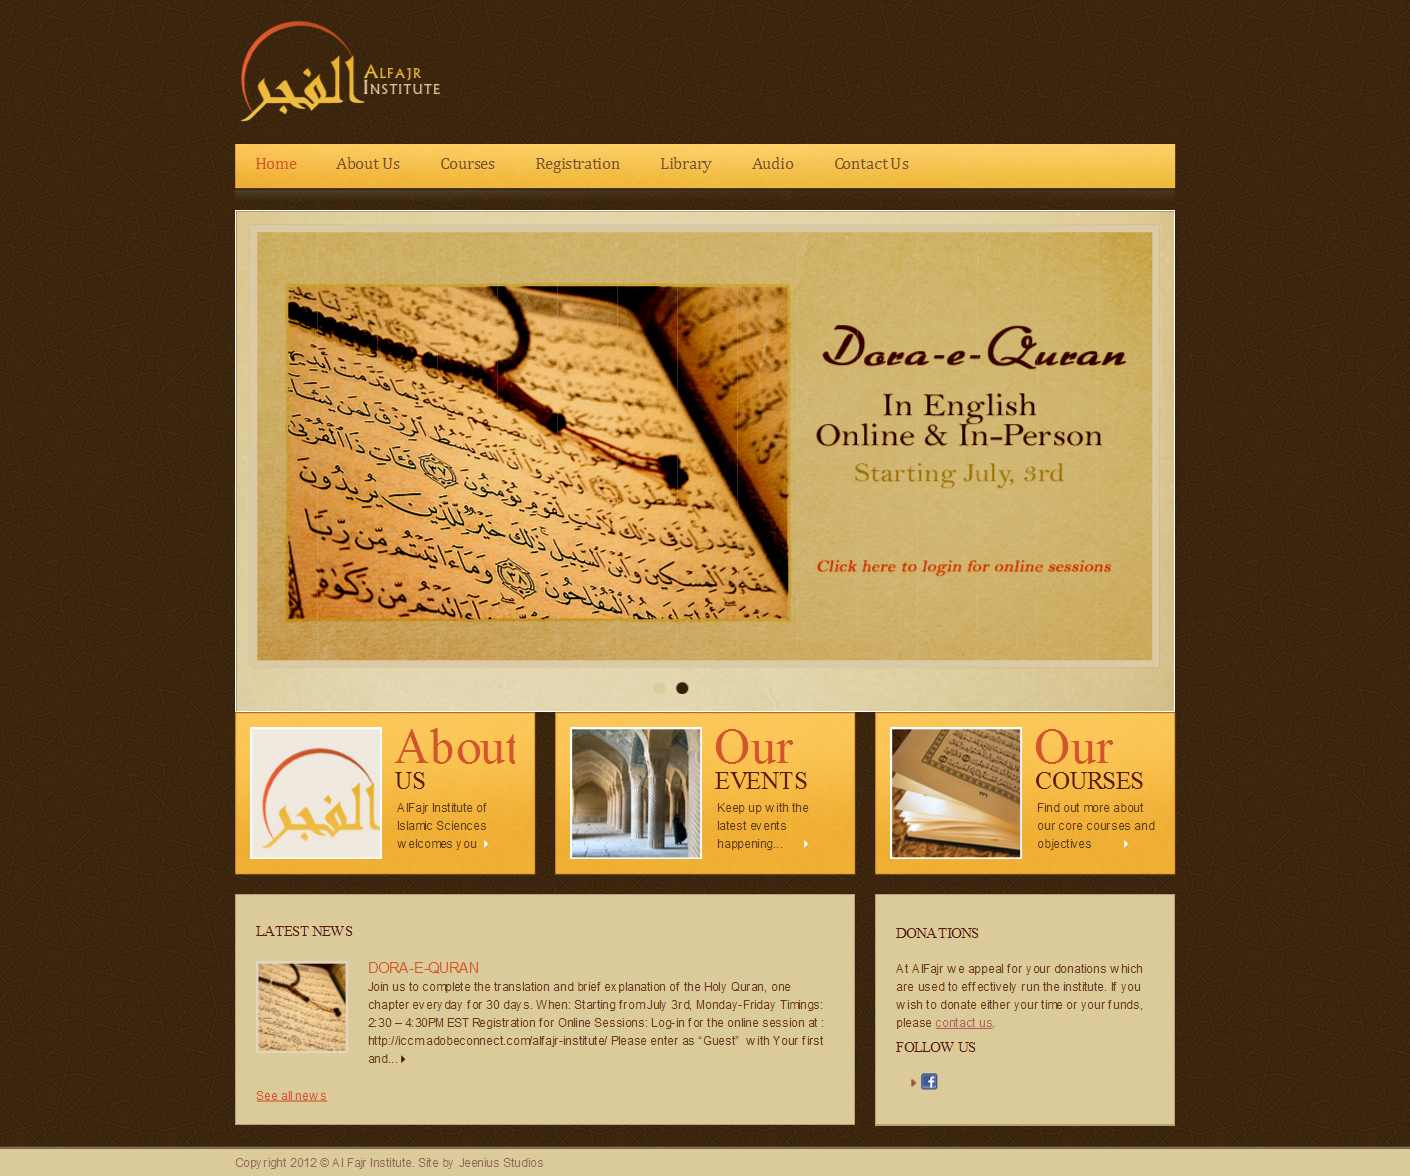 الفجر
ALFAJR
INSTITUTE
Home About Us Courses Registration Library Audio Contact Us
Dora-e-Quran
In English
Online & In-Person
Starting July, 3rd
Click here to login for online sessions
About
US
AlFajr Institute of
Islamic Sciences
welcomes you
Our
EVENTS
Keep up with the
latest events
happening...
Our
COURSES
Find out more about
our core courses and
objectives
الفجر
LATEST NEWS
DORA-E-QURAN
Join us to complete the translation and brief explanation of the Holy Quran, one
chapter everyday for 30 days. When: Starting from July 3rd, Monday-Friday Timings:
2:30 – 4:30PM EST Registration for Online Sessions: Log-in for the online session at :
http://iccm.adobeconnect.com/alfajr-institute/ Please enter as “Guest” with Your first
and...
See all news
DONATIONS
At AlFajr we appeal for your donations which
are used to effectively run the institute. If you
wish to donate either your time or your funds,
please contact us.
FOLLOW US
Copyright 2012 © Al Fajr Institute. Site by Jeenius Studios